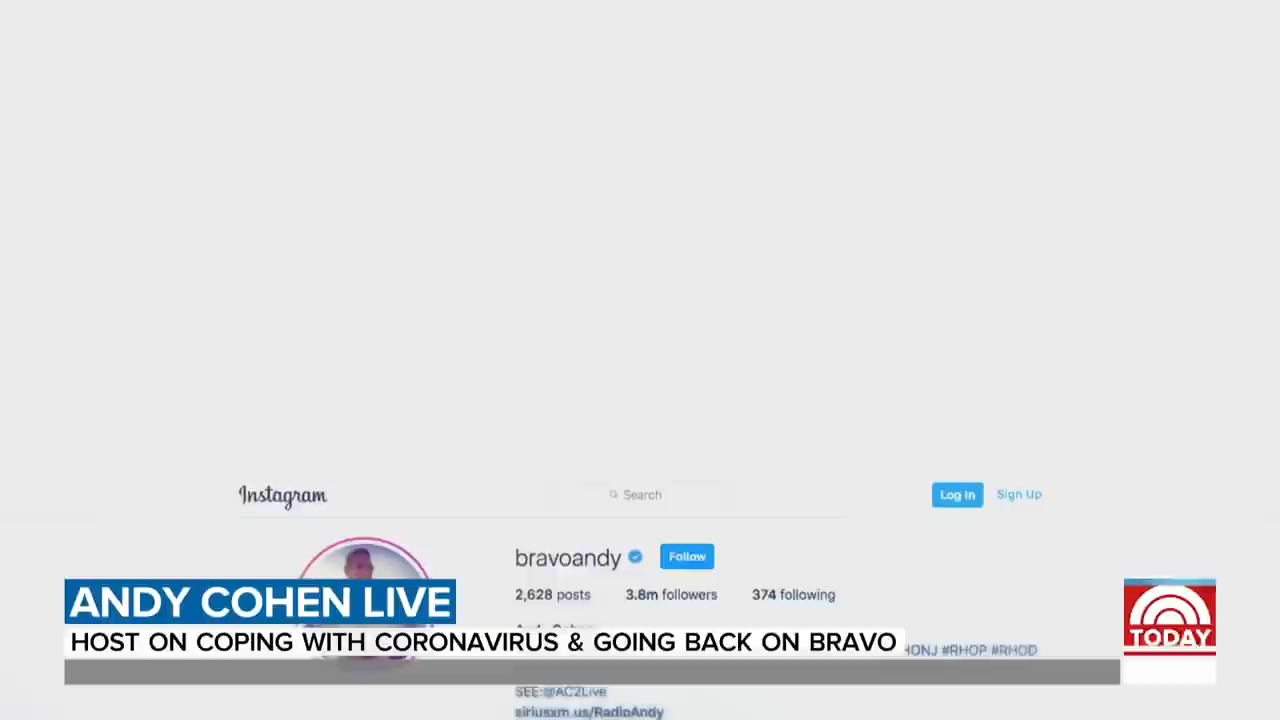 Instagram
Search
Log In
Sign Up
bravoandy
Follow
2,628 posts 3.8m followers 374 following
ANDY COHEN LIVE
HOST ON COPING WITH CORONAVIRUS & GOING BACK ON BRAVO
#RHOP #RHOD
TODAY
SEE:@AC2Live
siriusxm.us/RadioAndy